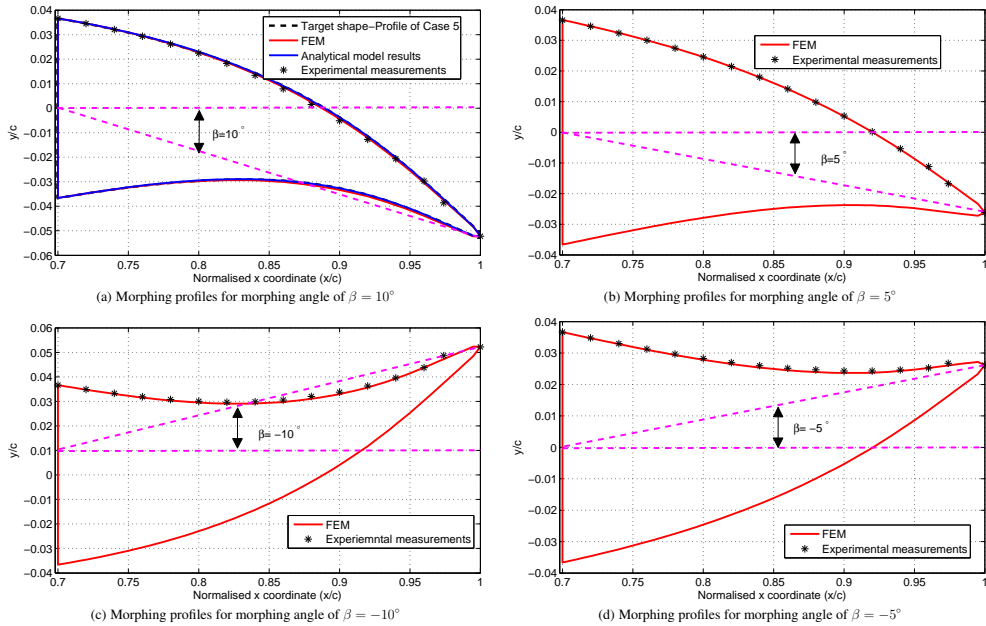 0.04
0.03
0.02
0.01
0
−0.01
−0.02
−0.03
−0.04
−0.05
−0.06
y/c
Target shape−Profile of Case 5
FEM
Analytical model results
Experimental measurements
β=10°
0.7
0.75
0.8
0.85
0.9
0.95
1
Normalised x coordinate (x/c)
(a) Morphing profiles for morphing angle of β = 10°
0.04
0.03
0.02
0.01
0
−0.01
−0.02
−0.03
−0.04
y/c
FEM
Experimental measurements
β=5°
0.7
0.75
0.8
0.85
0.9
0.95
1
Normalised x coordinate (x/c)
(b) Morphing profiles for morphing angle of β = 5°
0.06
0.05
0.04
0.03
0.02
0.01
0
−0.01
−0.02
−0.03
−0.04
y/c
β= −10°
FEM
Experiemntal measurements
0.7
0.75
0.8
0.85
0.9
0.95
1
Normalised x coordinate (x/c)
(c) Morphing profiles for morphing angle of β = −10°
0.04
0.03
0.02
0.01
0
−0.01
−0.02
−0.03
−0.04
y/c
β= −5°
FEM
Experimental measurements
0.7
0.75
0.8
0.85
0.9
0.95
1
Normalised x coordinate (x/c)
(d) Morphing profiles for morphing angle of β = −5°